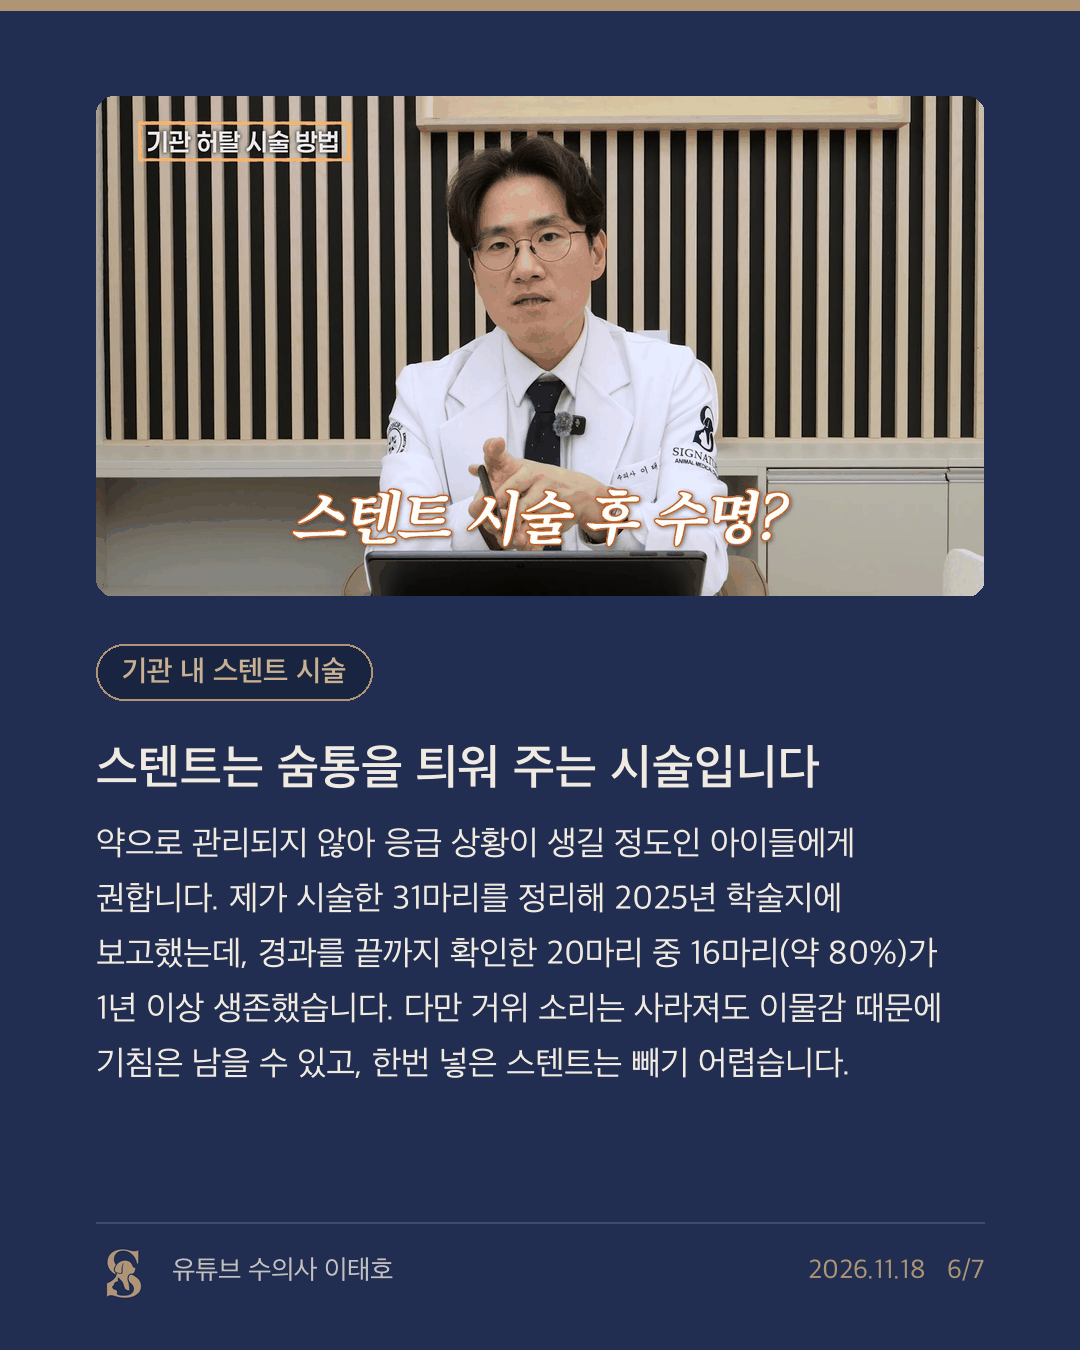 기관 허탈 시술 방법
수의사 이태
SIGNAT
ANIMAL MEDICAL
스텐트 시술 후 수명?
기관 내 스텐트 시술
스텐트는 숨통을 틔워 주는 시술입니다
약으로 관리되지 않아 응급 상황이 생길 정도인 아이들에게
권합니다. 제가 시술한 31마리를 정리해 2025년 학술지에
보고했는데, 경과를 끝까지 확인한 20마리 중 16마리(약 80%)가
1년 이상 생존했습니다. 다만 거위 소리는 사라져도 이물감 때문에
기침은 남을 수 있고, 한번 넣은 스텐트는 빼기 어렵습니다.
유튜브 수의사 이태호
2026.11.18 6/7